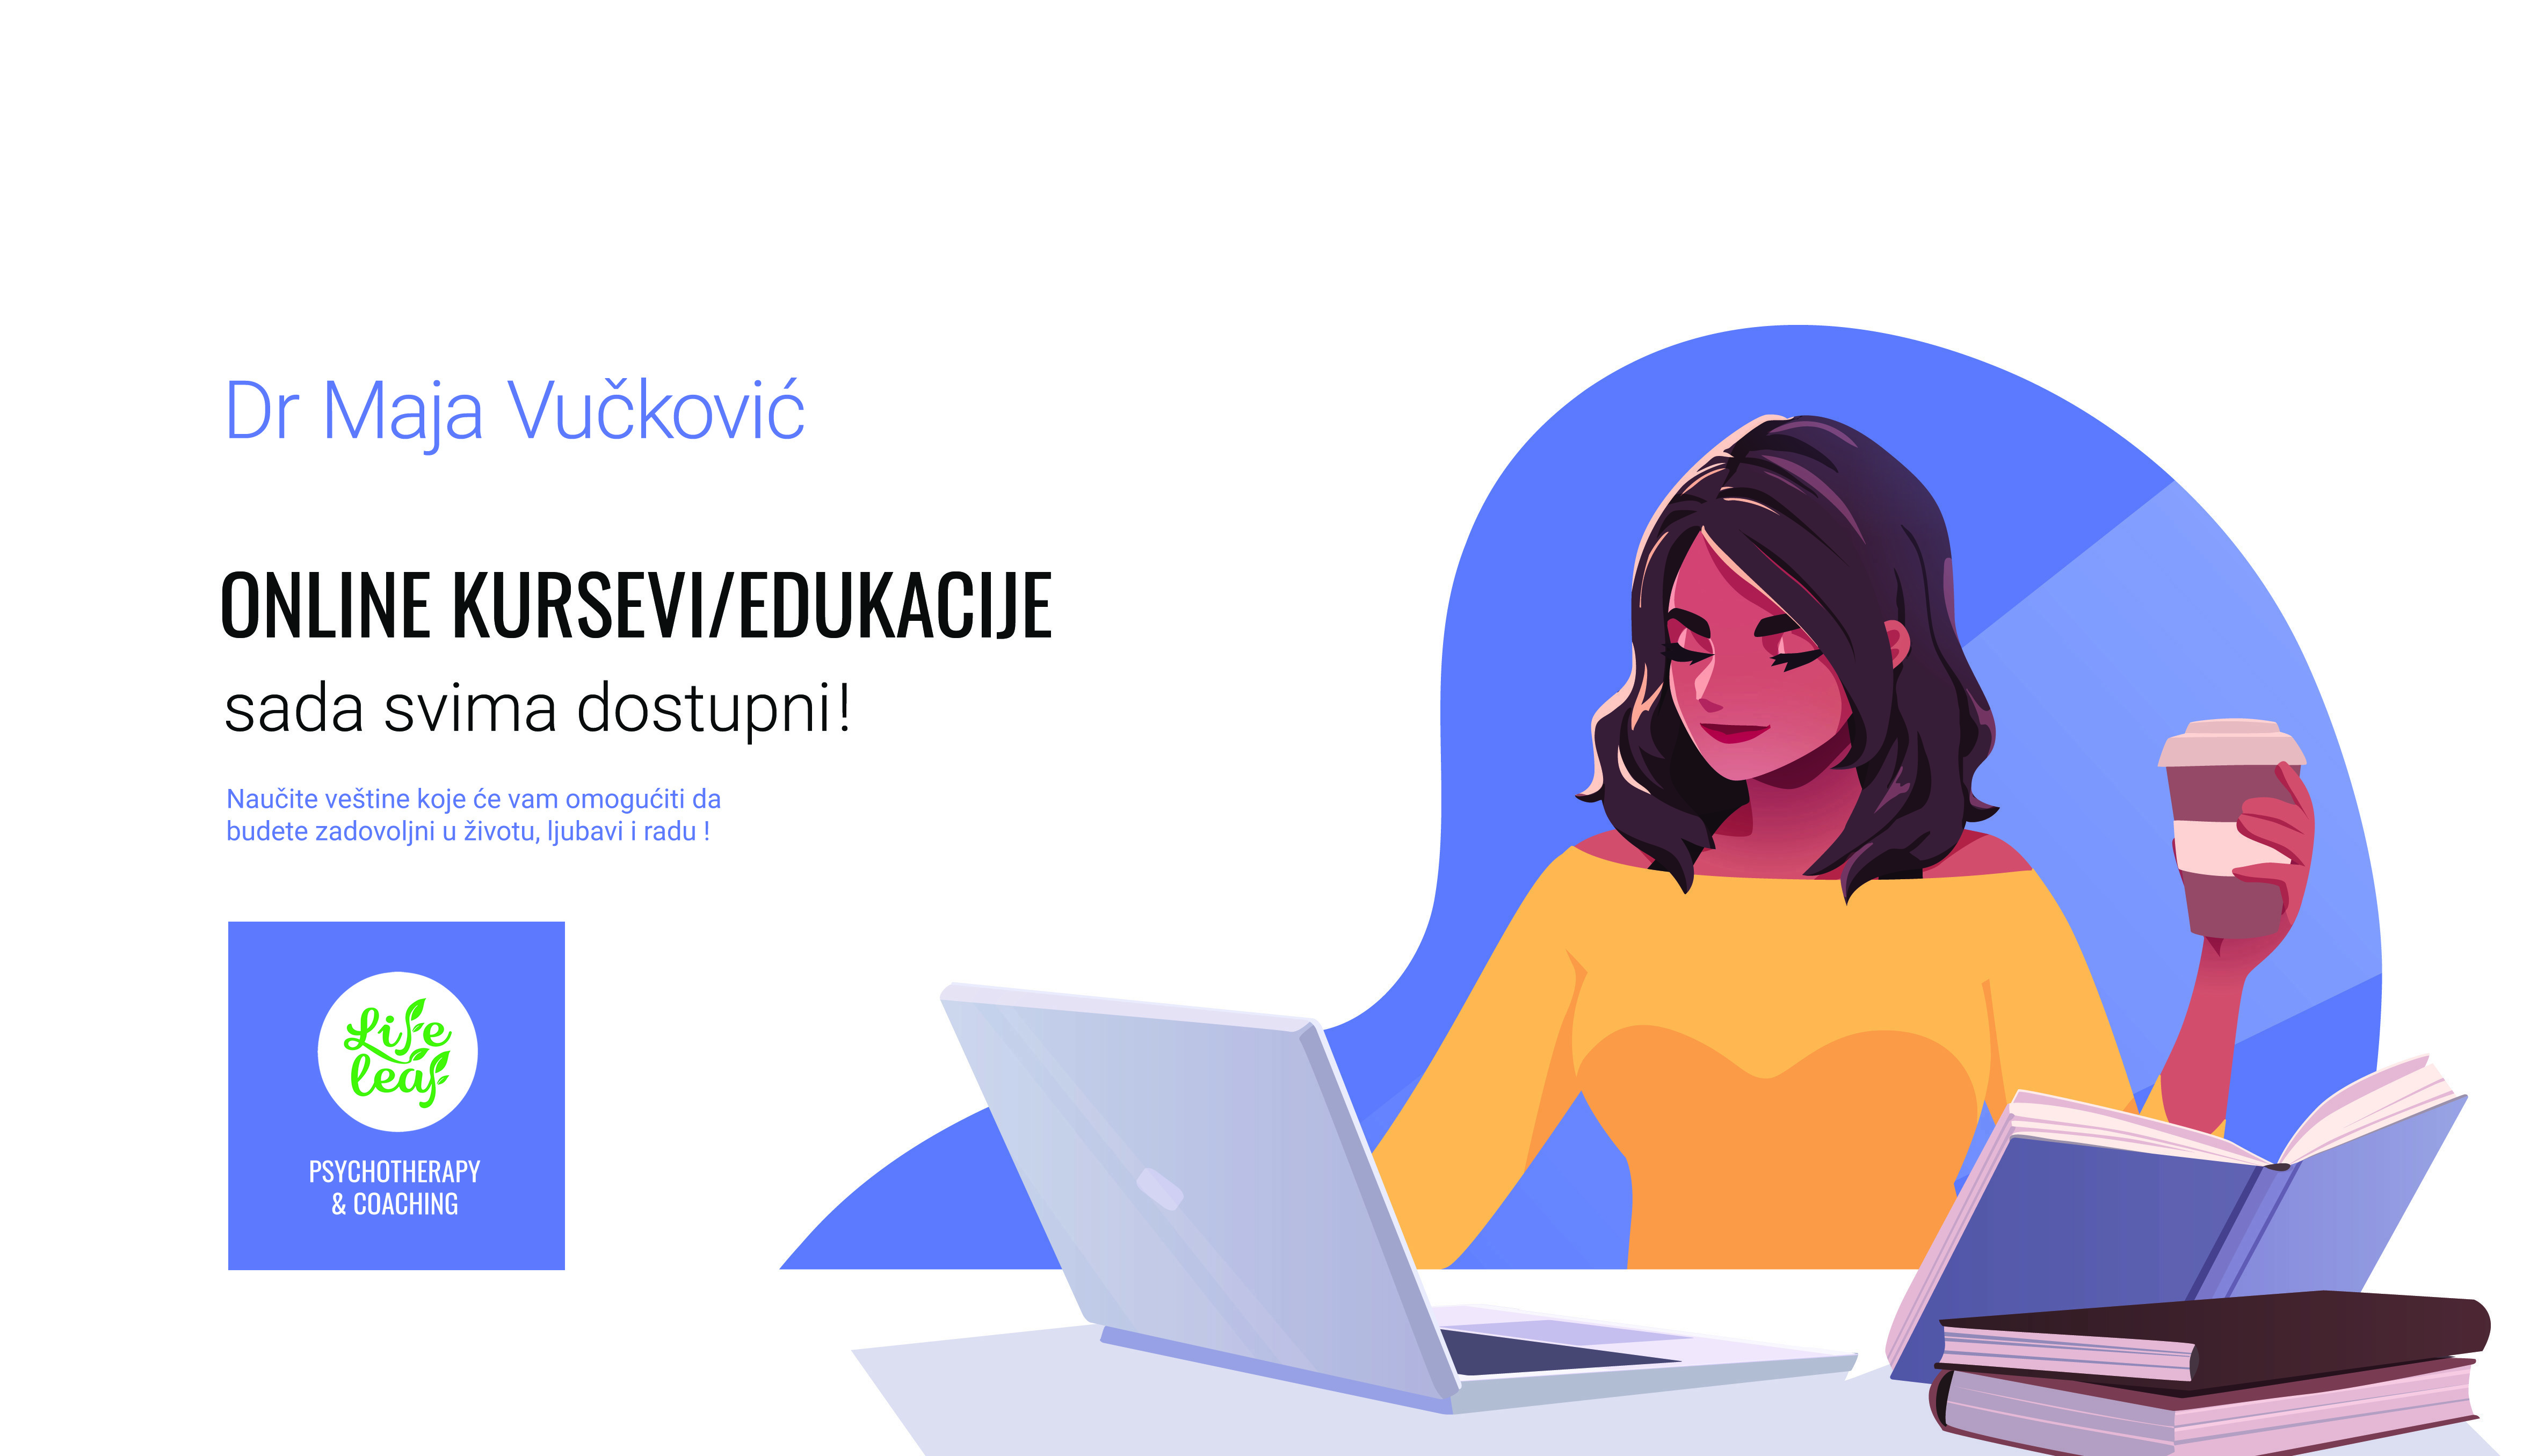 Dr Maja Vučković
ONLINE KURSEVI/EDUKACIJE
sada svima dostupni!
Naučite veštine koje će vam omogućiti da
budete zadovoljni u životu, ljubavi i radu !
Life
leaf
PSYCHOTHERAPY
& COACHING